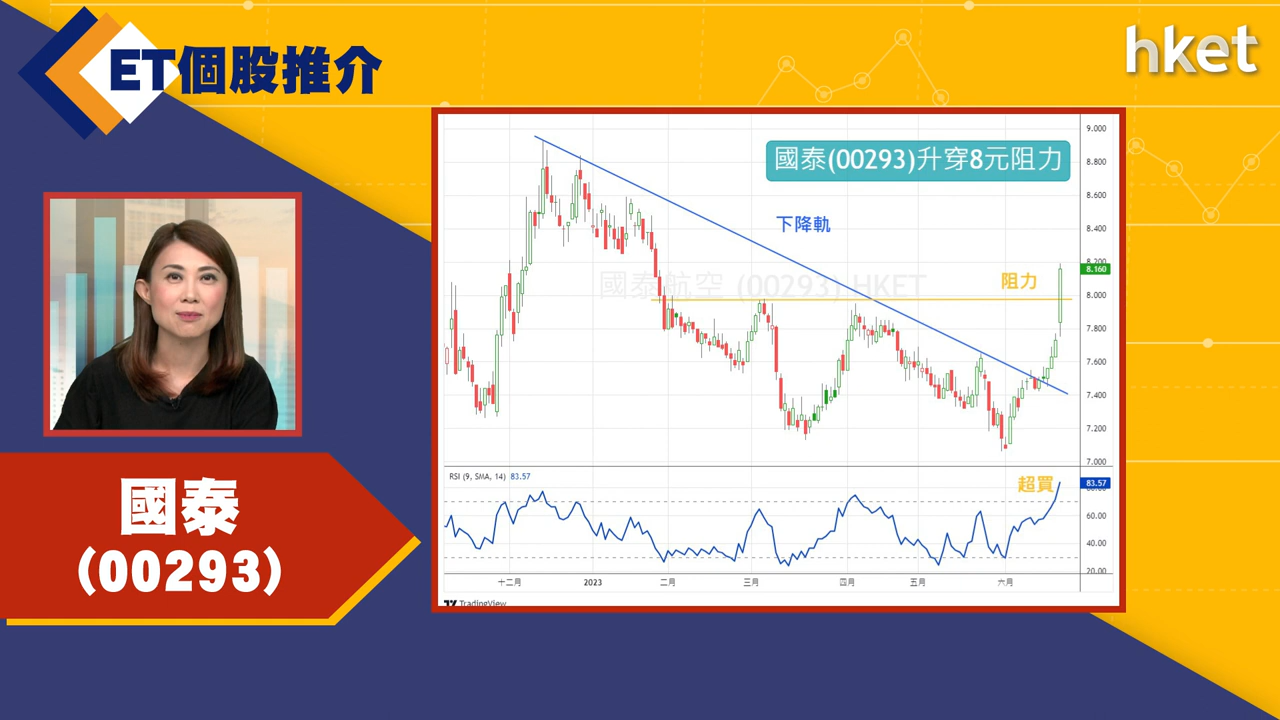 ET個股推介
hket
國泰
(00293)
國泰(00293)升穿8元阻力
下降軌
阻力
國泰航空 (00293) HKET
9.000
8.800
8.600
8.400
8.200
8.160
8.000
7.800
7.600
7.400
7.200
7.000
RSI (9, SMA, 14) 83.57
超買
83.57
60.00
40.00
20.00
十二月 2023 二月 三月 四月 五月 六月
TradingView